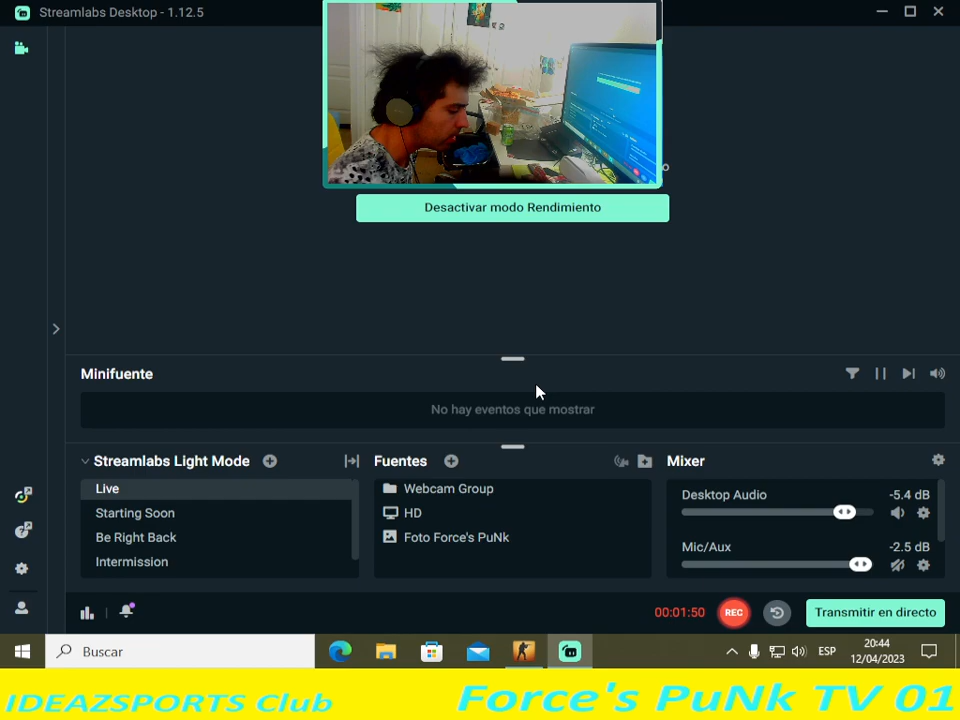 Streamlabs Desktop - 1.12.5
Desactivar modo Rendimiento
Minifuente
No hay eventos que mostrar
Streamlabs Light Mode
Live
Starting Soon
Be Right Back
Intermission
Fuentes
Webcam Group
HD
Foto Force's PuNk
Mixer
Desktop Audio -5.4 dB
Mic/Aux -2.5 dB
00:01:50 REC Transmitir en directo
Buscar
ESP
20:44
12/04/2023
IDEAZSPORTS Club
Force's PuNk TV 01